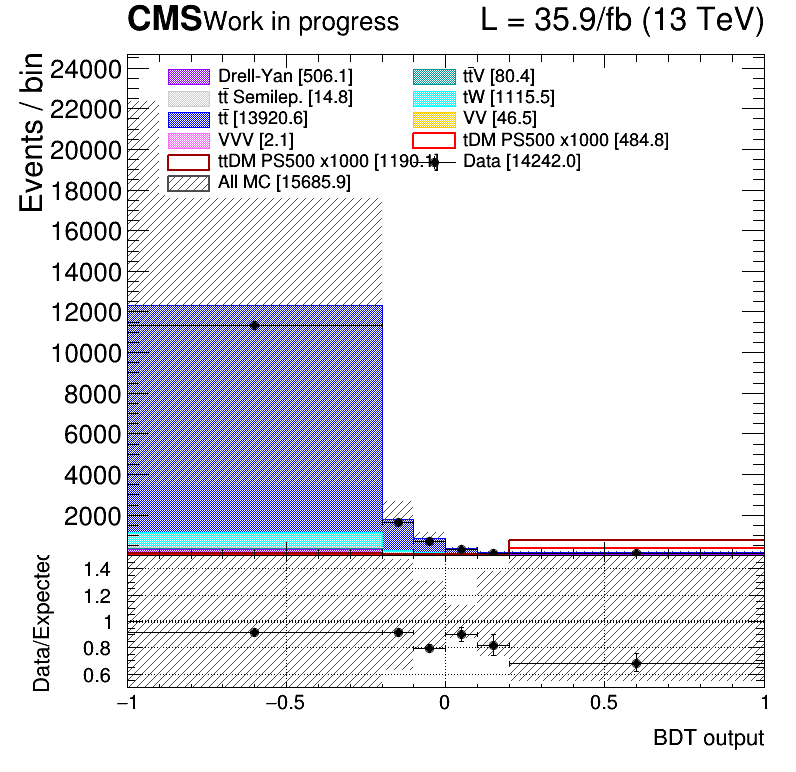 CMS Work in progress L = 35.9/fb (13 TeV)
Events / bin
24000
22000
20000
18000
16000
14000
12000
10000
8000
6000
4000
2000
Drell-Yan [506.1] tt̄V [80.4]
tt̄ Semilep. [14.8] tW [1115.5]
tt̄ [13920.6] VV [46.5]
VVV [2.1] tDM PS500 x1000 [484.8]
ttDM PS500 x1000 [1190.1] Data [14242.0]
All MC [15685.9]
Data/Expected
1.4
1.2
1
0.8
0.6
−1 −0.5 0 0.5 1
BDT output